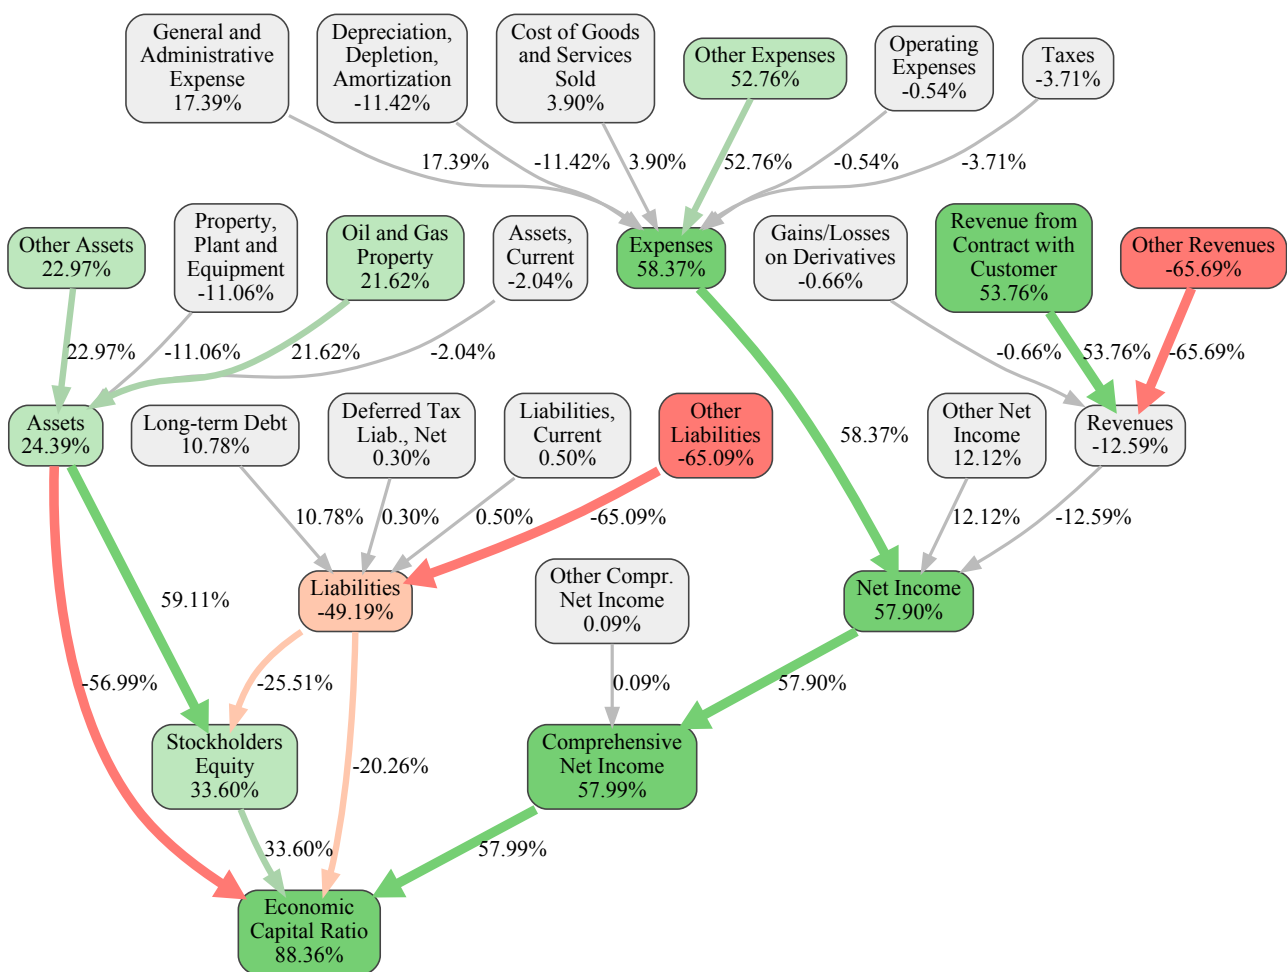 General and
Administrative
Expense
17.39%
Depreciation,
Depletion,
Amortization
-11.42%
Cost of Goods
and Services
Sold
3.90%
Other Expenses
52.76%
Operating
Expenses
-0.54%
Taxes
-3.71%
17.39%
-11.42%
3.90%
52.76%
-0.54%
-3.71%
Other Assets
22.97%
Property,
Plant and
Equipment
-11.06%
Oil and Gas
Property
21.62%
Assets,
Current
-2.04%
Expenses
58.37%
Gains/Losses
on Derivatives
-0.66%
Revenue from
Contract with
Customer
53.76%
Other Revenues
-65.69%
22.97%
-11.06%
21.62%
-2.04%
-0.66%
53.76%
-65.69%
Assets
24.39%
Long-term Debt
10.78%
Deferred Tax
Liab., Net
0.30%
Liabilities,
Current
0.50%
Other
Liabilities
-65.09%
58.37%
Other Net
Income
12.12%
Revenues
-12.59%
10.78%
0.30%
0.50%
-65.09%
12.12%
-12.59%
59.11%
Liabilities
-49.19%
Other Compr.
Net Income
0.09%
Net Income
57.90%
-56.99%
-25.51%
0.09%
57.90%
Stockholders
Equity
33.60%
-20.26%
Comprehensive
Net Income
57.99%
33.60%
57.99%
Economic
Capital Ratio
88.36%